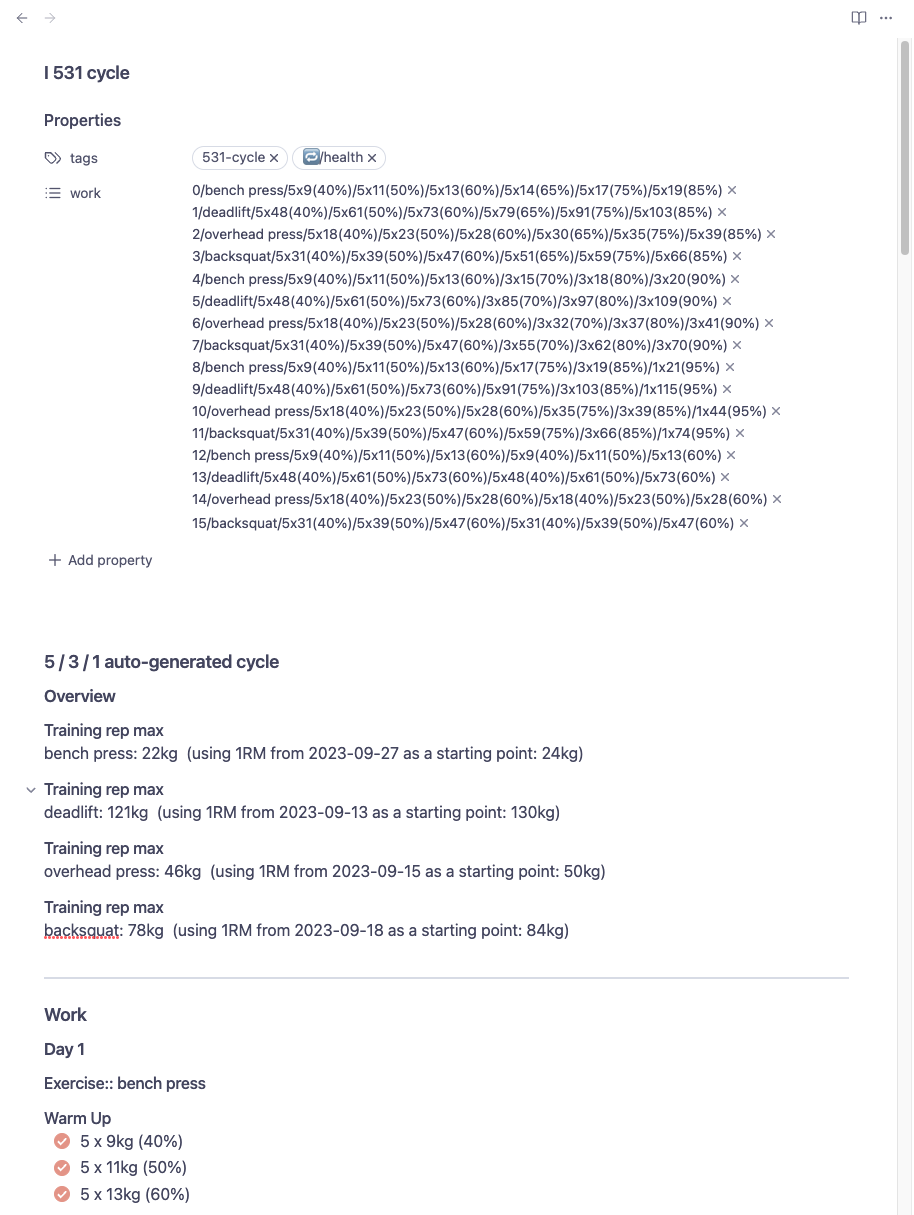 I 531 cycle
Properties
tags
531-cycle ×
🔁/health ×
work
0/bench press/5x9(40%)/5x11(50%)/5x13(60%)/5x14(65%)/5x17(75%)/5x19(85%) ×
1/deadlift/5x48(40%)/5x61(50%)/5x73(60%)/5x79(65%)/5x91(75%)/5x103(85%) ×
2/overhead press/5x18(40%)/5x23(50%)/5x28(60%)/5x30(65%)/5x35(75%)/5x39(85%) ×
3/backsquat/5x31(40%)/5x39(50%)/5x47(60%)/5x51(65%)/5x59(75%)/5x66(85%) ×
4/bench press/5x9(40%)/5x11(50%)/5x13(60%)/3x15(70%)/3x18(80%)/3x20(90%) ×
5/deadlift/5x48(40%)/5x61(50%)/5x73(60%)/3x85(70%)/3x97(80%)/3x109(90%) ×
6/overhead press/5x18(40%)/5x23(50%)/5x28(60%)/3x32(70%)/3x37(80%)/3x41(90%) ×
7/backsquat/5x31(40%)/5x39(50%)/5x47(60%)/3x55(70%)/3x62(80%)/3x70(90%) ×
8/bench press/5x9(40%)/5x11(50%)/5x13(60%)/5x17(75%)/3x19(85%)/1x21(95%) ×
9/deadlift/5x48(40%)/5x61(50%)/5x73(60%)/5x91(75%)/3x103(85%)/1x115(95%) ×
10/overhead press/5x18(40%)/5x23(50%)/5x28(60%)/5x35(75%)/3x39(85%)/1x44(95%) ×
11/backsquat/5x31(40%)/5x39(50%)/5x47(60%)/5x59(75%)/3x66(85%)/1x74(95%) ×
12/bench press/5x9(40%)/5x11(50%)/5x13(60%)/5x9(40%)/5x11(50%)/5x13(60%) ×
13/deadlift/5x48(40%)/5x61(50%)/5x73(60%)/5x48(40%)/5x61(50%)/5x73(60%) ×
14/overhead press/5x18(40%)/5x23(50%)/5x28(60%)/5x18(40%)/5x23(50%)/5x28(60%) ×
15/backsquat/5x31(40%)/5x39(50%)/5x47(60%)/5x31(40%)/5x39(50%)/5x47(60%) ×
+ Add property
5 / 3 / 1 auto-generated cycle
Overview
Training rep max
bench press: 22kg (using 1RM from 2023-09-27 as a starting point: 24kg)
Training rep max
deadlift: 121kg (using 1RM from 2023-09-13 as a starting point: 130kg)
Training rep max
overhead press: 46kg (using 1RM from 2023-09-15 as a starting point: 50kg)
Training rep max
backsquat: 78kg (using 1RM from 2023-09-18 as a starting point: 84kg)
Work
Day 1
Exercise:: bench press
Warm Up
5 x 9kg (40%)
5 x 11kg (50%)
5 x 13kg (60%)